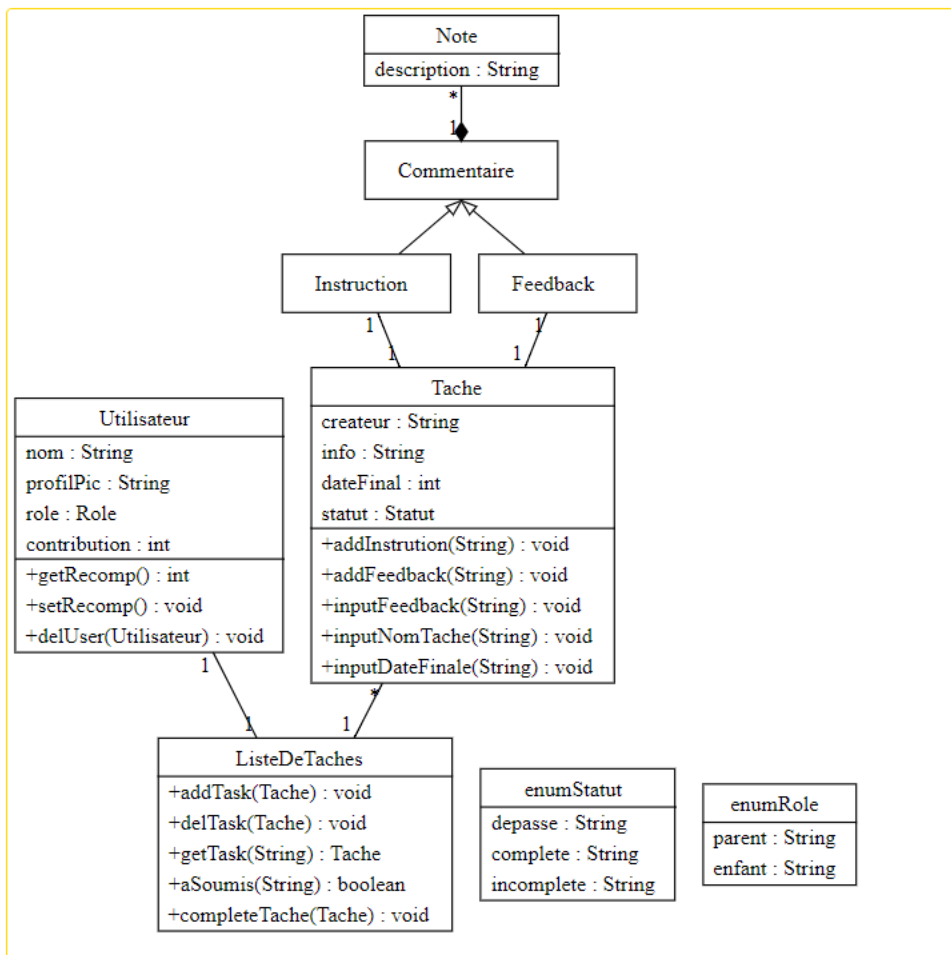 Note
description : String
*
1
Commentaire
Instruction
Feedback
1
1
1
1
Tache
createur : String
info : String
dateFinal : int
statut : Statut
+addInstrution(String) : void
+addFeedback(String) : void
+inputFeedback(String) : void
+inputNomTache(String) : void
+inputDateFinale(String) : void
Utilisateur
nom : String
profilPic : String
role : Role
contribution : int
+getRecomp() : int
+setRecomp() : void
+delUser(Utilisateur) : void
1
*
1
1
ListeDeTaches
+addTask(Tache) : void
+delTask(Tache) : void
+getTask(String) : Tache
+aSoumis(String) : boolean
+completeTache(Tache) : void
enumStatut
depasse : String
complete : String
incomplete : String
enumRole
parent : String
enfant : String